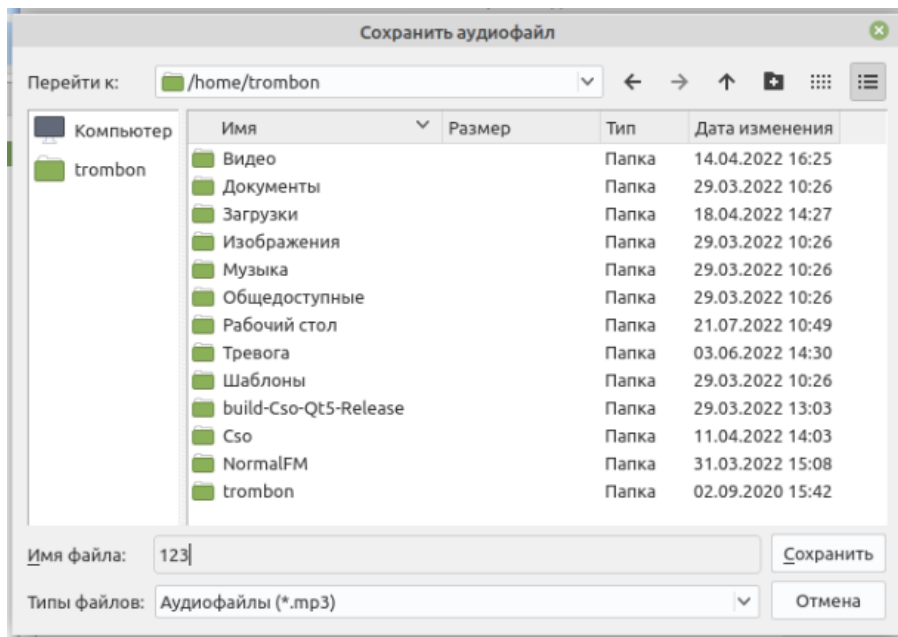 Сохранить аудиофайл
Перейти к: /home/trombon
Компьютер
trombon
Имя Размер Тип Дата изменения
Видео Папка 14.04.2022 16:25
Документы Папка 29.03.2022 10:26
Загрузки Папка 18.04.2022 14:27
Изображения Папка 29.03.2022 10:26
Музыка Папка 29.03.2022 10:26
Общедоступные Папка 29.03.2022 10:26
Рабочий стол Папка 21.07.2022 10:49
Тревога Папка 03.06.2022 14:30
Шаблоны Папка 29.03.2022 10:26
build-Cso-Qt5-Release Папка 29.03.2022 13:03
Cso Папка 11.04.2022 14:03
NormalFM Папка 31.03.2022 15:08
trombon Папка 02.09.2020 15:42
Имя файла: 123 Сохранить
Типы файлов: Аудиофайлы (*.mp3) Отмена